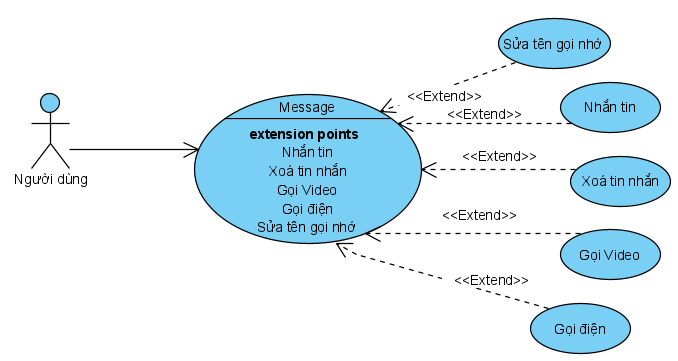 Người dùng
Message
extension points
Nhắn tin
Xoá tin nhắn
Gọi Video
Gọi điện
Sửa tên gọi nhớ
<<Extend>>
Sửa tên gọi nhớ
<<Extend>>
Nhắn tin
<<Extend>>
Xoá tin nhắn
<<Extend>>
Gọi Video
<<Extend>>
Gọi điện